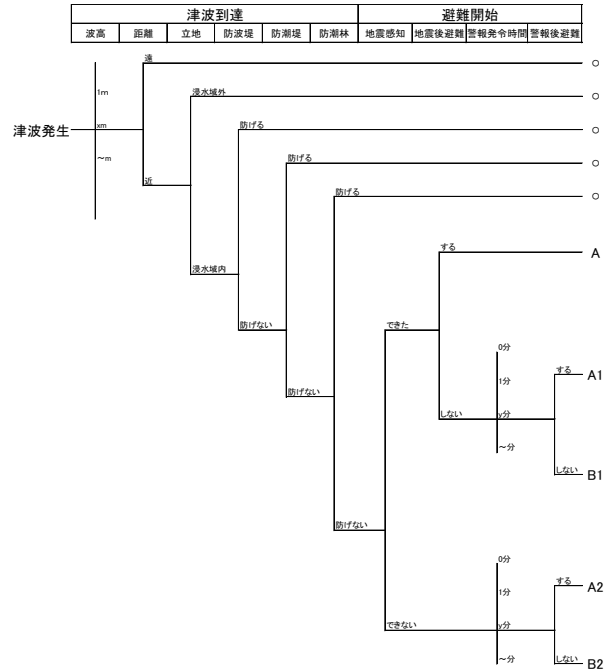 津波到達 避難開始
波高 距離 立地 防波堤 防潮堤 防潮林 地震感知 地震後避難 警報発令時間 警報後避難
遠 ○
1m 浸水域外 ○
津波発生 xm 防げる ○
～m 防げる ○
近 防げる ○
する A
浸水域内
防げない できた
0分
する A1
1分
防げない
しない y分
～分
しない B1
防げない
0分
する A2
1分
できない y分
～分 しない B2